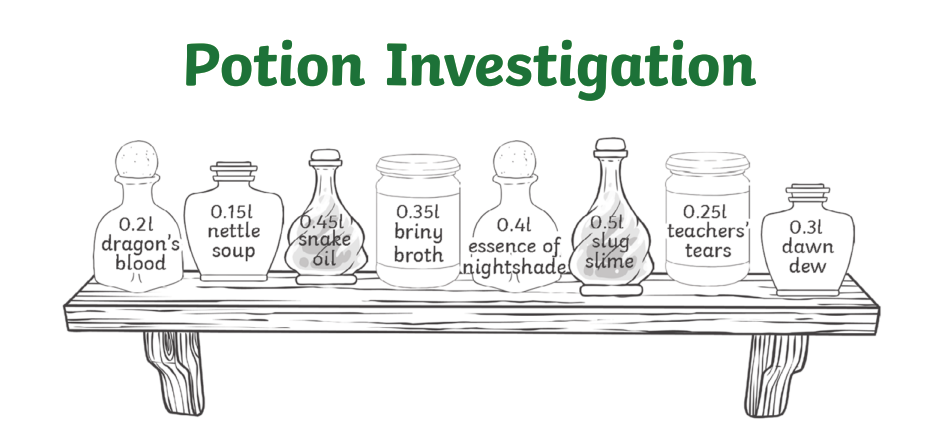 Potion Investigation
0.2l
dragon's
blood
0.15l
nettle
soup
0.45l
snake
oil
0.35l
briny
broth
0.4l
essence of
nightshade
0.5l
slug
slime
0.25l
teachers'
tears
0.3l
dawn
dew